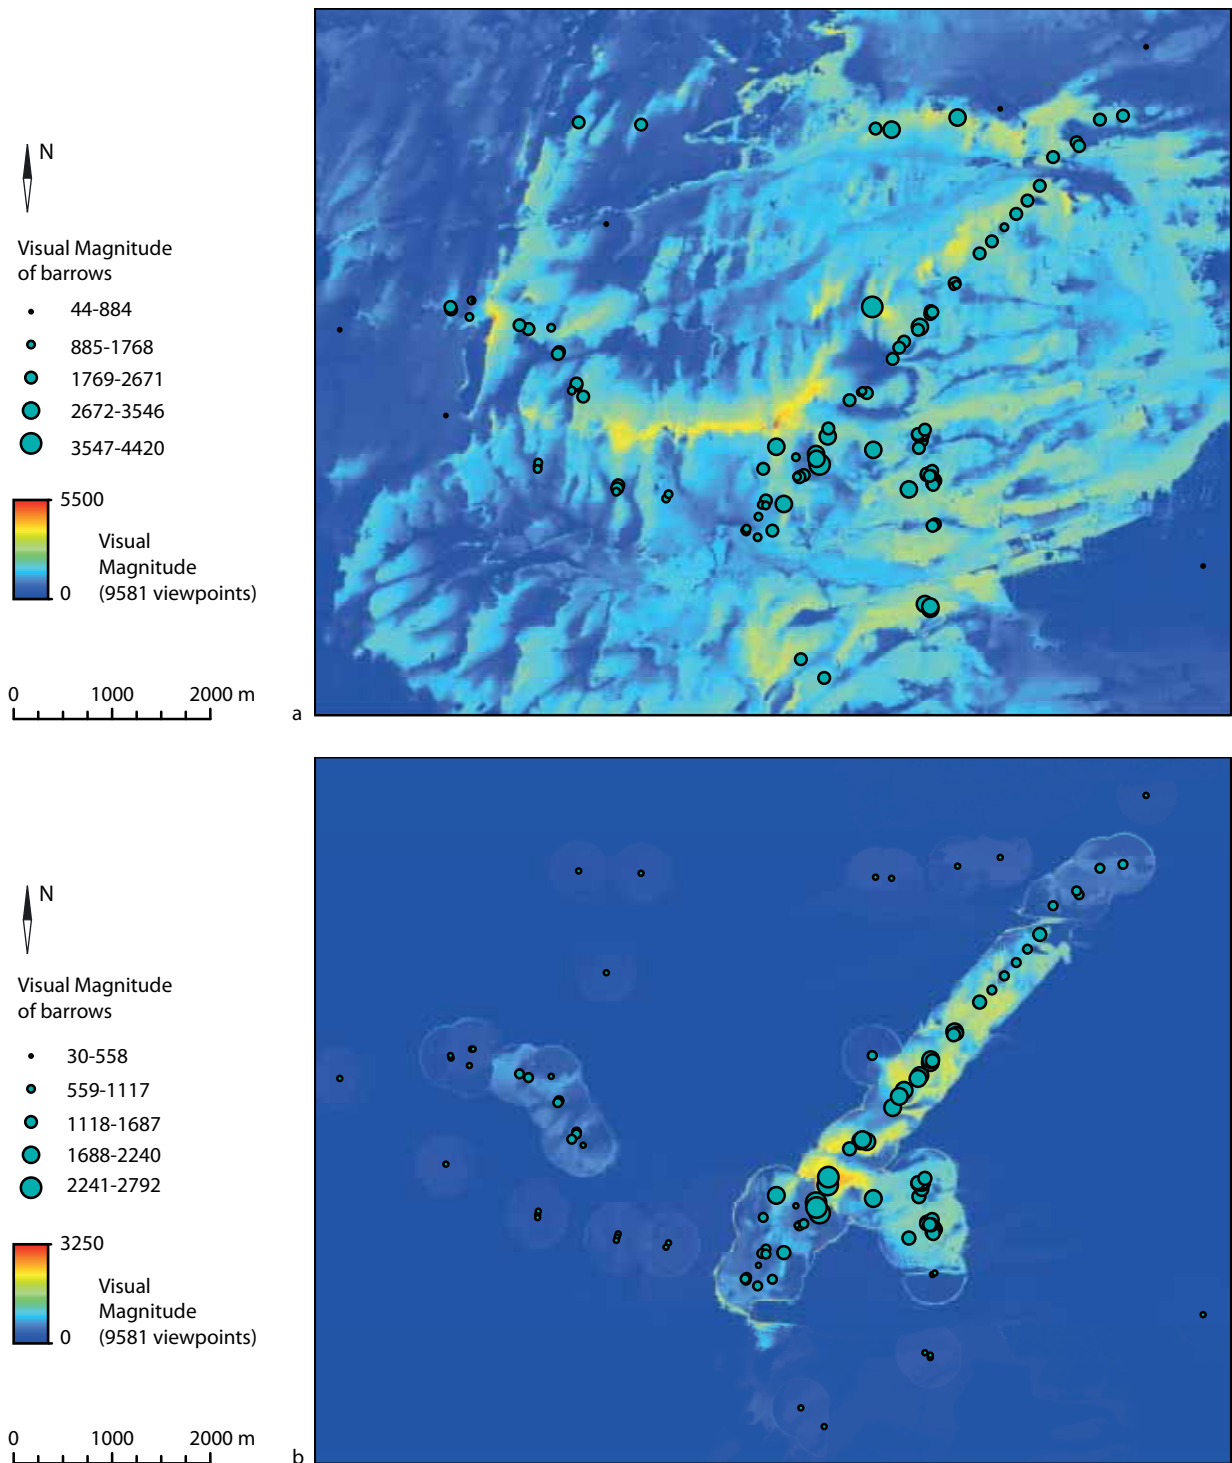 N
Visual Magnitude
of barrows
44-884
885-1768
1769-2671
2672-3546
3547-4420
5500
Visual
Magnitude
0 (9581 viewpoints)
0 1000 2000 m
a
N
Visual Magnitude
of barrows
30-558
559-1117
1118-1687
1688-2240
2241-2792
3250
Visual
Magnitude
0 (9581 viewpoints)
0 1000 2000 m
b